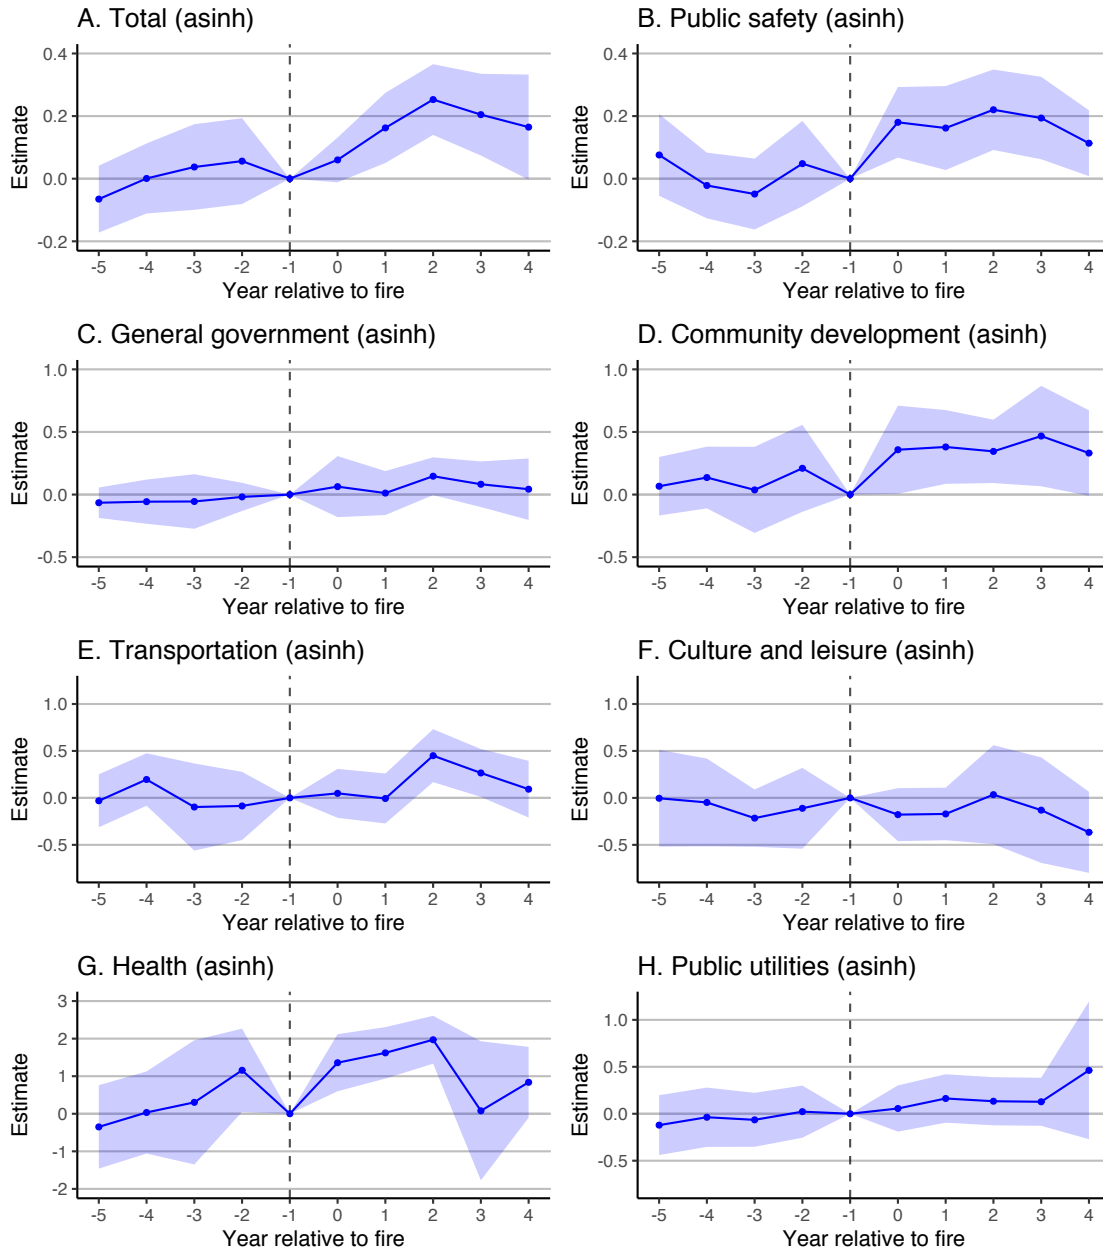 A. Total (asinh)
Estimate
0.4
0.2
0.0
-0.2
-5 -4 -3 -2 -1 0 1 2 3 4
Year relative to fire
B. Public safety (asinh)
Estimate
0.4
0.2
0.0
-0.2
-5 -4 -3 -2 -1 0 1 2 3 4
Year relative to fire
C. General government (asinh)
Estimate
1.0
0.5
0.0
-0.5
-5 -4 -3 -2 -1 0 1 2 3 4
Year relative to fire
D. Community development (asinh)
Estimate
1.0
0.5
0.0
-0.5
-5 -4 -3 -2 -1 0 1 2 3 4
Year relative to fire
E. Transportation (asinh)
Estimate
1.0
0.5
0.0
-0.5
-5 -4 -3 -2 -1 0 1 2 3 4
Year relative to fire
F. Culture and leisure (asinh)
Estimate
1.0
0.5
0.0
-0.5
-5 -4 -3 -2 -1 0 1 2 3 4
Year relative to fire
G. Health (asinh)
Estimate
3
2
1
0
-1
-2
-5 -4 -3 -2 -1 0 1 2 3 4
Year relative to fire
H. Public utilities (asinh)
Estimate
1.0
0.5
0.0
-0.5
-5 -4 -3 -2 -1 0 1 2 3 4
Year relative to fire